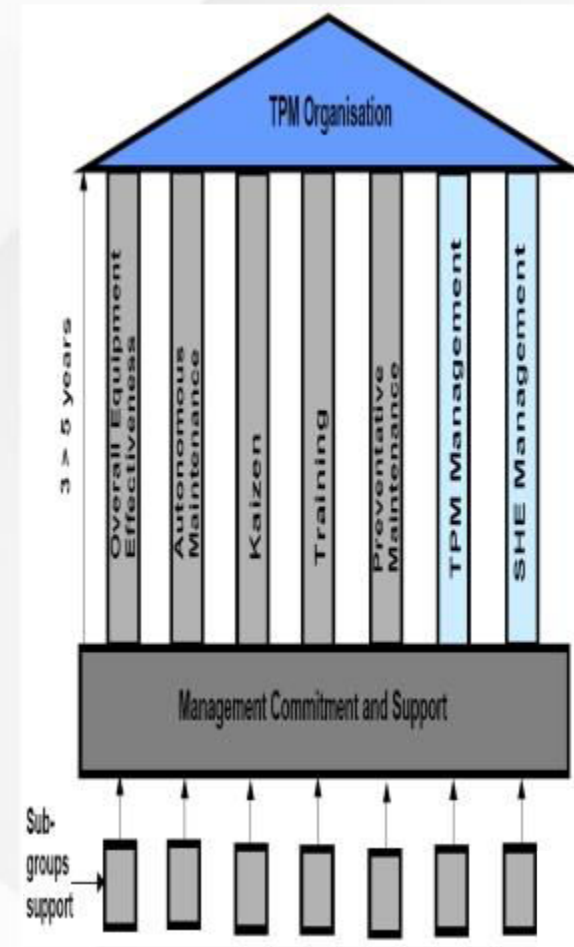 TPM Organisation
3 > 5 years
Overall Equipment
Effectiveness
Autonomous
Maintenance
Kaizen
Training
Preventative
Maintenance
TPM Management
SHE Management
Management Commitment and Support
Sub-
groups
support